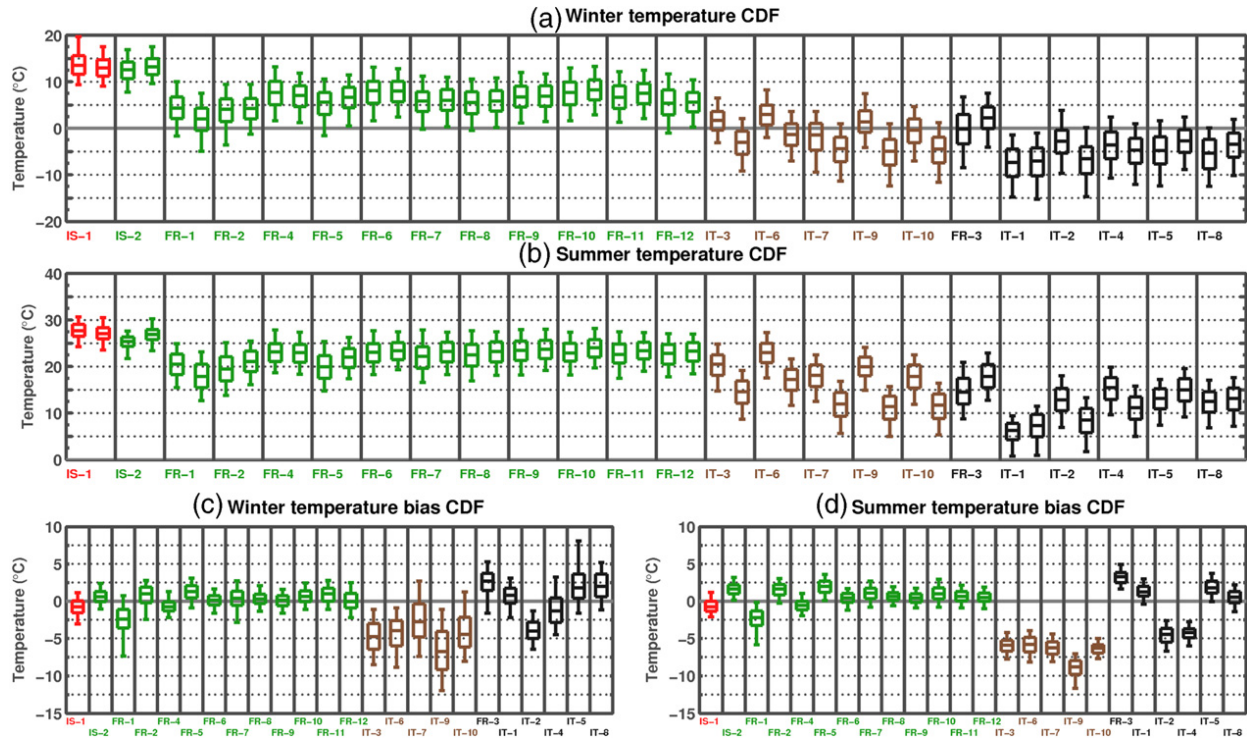 (a) Winter temperature CDF
Temperature (°C)
20
10
0
−10
−20
IS−1 IS−2 FR−1 FR−2 FR−4 FR−5 FR−6 FR−7 FR−8 FR−9 FR−10 FR−11 FR−12 IT−3 IT−6 IT−7 IT−9 IT−10 FR−3 IT−1 IT−2 IT−4 IT−5 IT−8
(b) Summer temperature CDF
Temperature (°C)
40
30
20
10
0
IS−1 IS−2 FR−1 FR−2 FR−4 FR−5 FR−6 FR−7 FR−8 FR−9 FR−10 FR−11 FR−12 IT−3 IT−6 IT−7 IT−9 IT−10 FR−3 IT−1 IT−2 IT−4 IT−5 IT−8
(c) Winter temperature bias CDF
Temperature (°C)
10
5
0
−5
−10
−15
IS−1 FR−1 FR−4 FR−6 FR−8 FR−10 FR−12 IT−6 IT−9 FR−3 IT−2 IT−5
IS−2 FR−2 FR−5 FR−7 FR−9 FR−11 IT−3 IT−7 IT−10 IT−1 IT−4 IT−8
(d) Summer temperature bias CDF
Temperature (°C)
10
5
0
−5
−10
−15
IS−1 FR−1 FR−4 FR−6 FR−8 FR−10 FR−12 IT−6 IT−9 FR−3 IT−2 IT−5
IS−2 FR−2 FR−5 FR−7 FR−9 FR−11 IT−3 IT−7 IT−10 IT−1 IT−4 IT−8